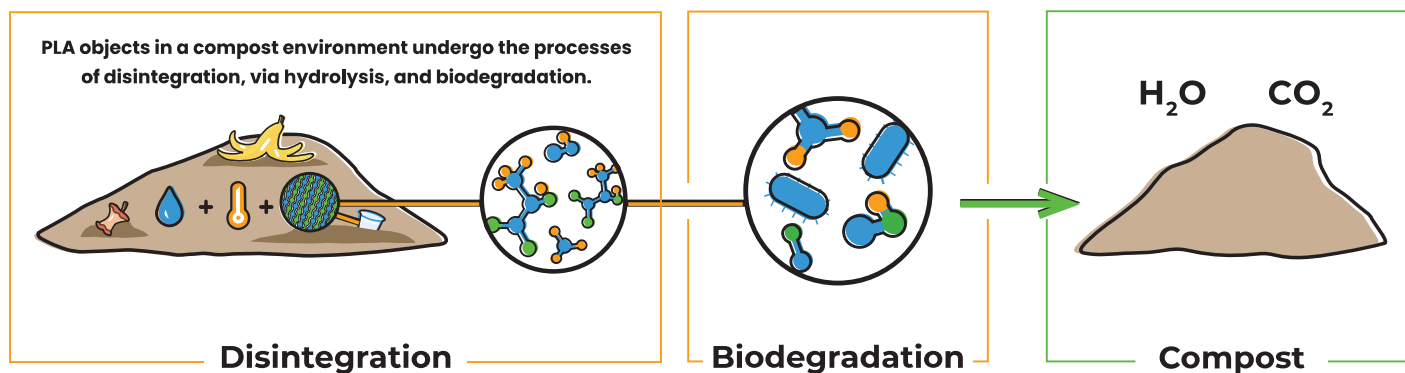 PLA objects in a compost environment undergo the processes
of disintegration, via hydrolysis, and biodegradation.
+ +
H₂O CO₂
Disintegration
Biodegradation
Compost